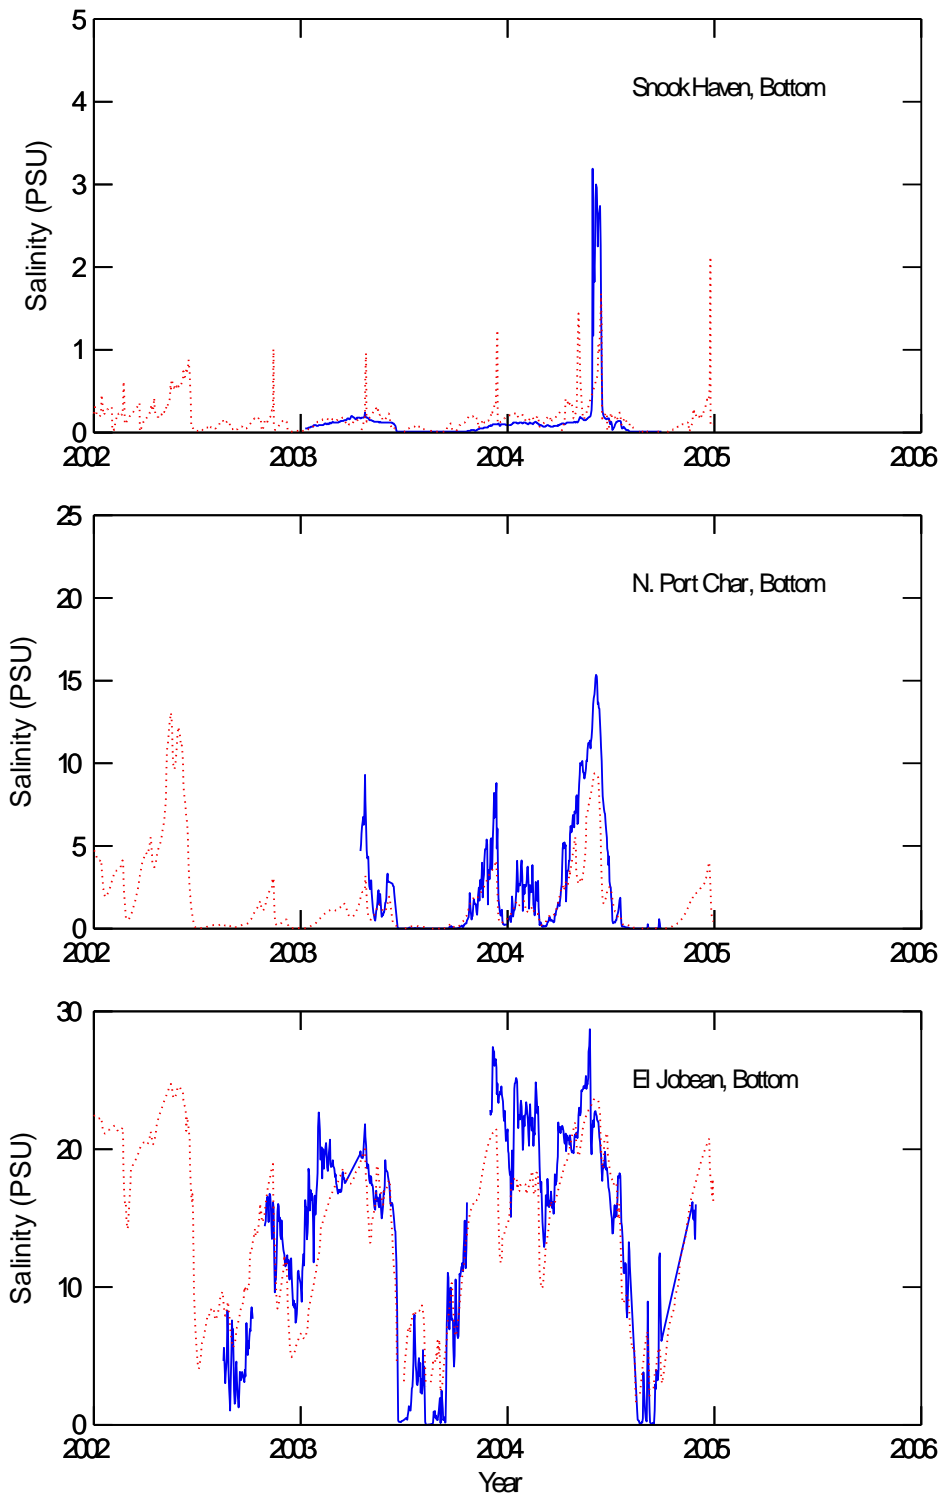 5
Snook Haven, Bottom
4
3
Salinity (PSU)
2
1
0
2002 2003 2004 2005 2006
25
N. Port Char, Bottom
20
15
Salinity (PSU)
10
5
0
2002 2003 2004 2005 2006
30
El Jobean, Bottom
20
Salinity (PSU)
10
0
2002 2003 2004 2005 2006
Year